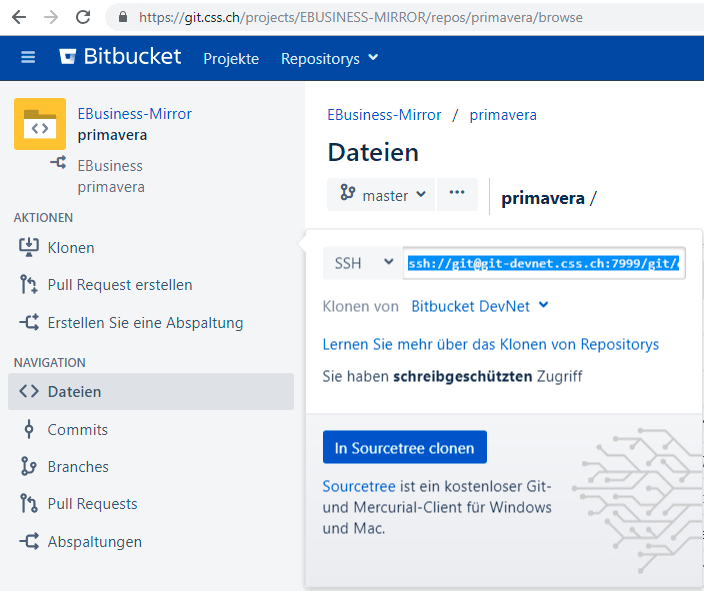 https://git.css.ch/projects/EBUSINESS-MIRROR/repos/primavera/browse
Bitbucket Projekte Repositorys
EBusiness-Mirror
primavera
EBusiness
primavera
AKTIONEN
Klonen
Pull Request erstellen
Erstellen Sie eine Abspaltung
NAVIGATION
Dateien
Commits
Branches
Pull Requests
Abspaltungen
EBusiness-Mirror / primavera
Dateien
master ··· primavera /
SSH ssh://git@git-devnet.css.ch:7999/git/
Klonen von Bitbucket DevNet
Lernen Sie mehr über das Klonen von Repositorys
Sie haben schreibgeschützten Zugriff
In Sourcetree clonen
Sourcetree ist ein kostenloser Git-
und Mercurial-Client für Windows
und Mac.